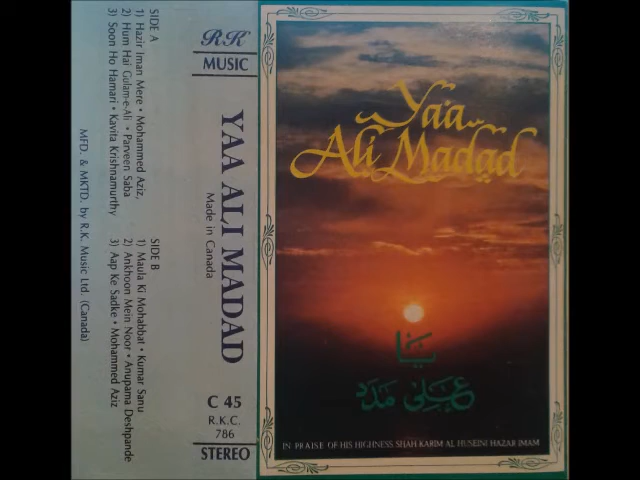 SIDE A
1) Hazir Iman Mere • Mohammed Aziz,
2) Hum Hai Gulam-e-Ali • Parveen Saba
3) Soon Ho Hamari • Kavita Krishnamurthy
SIDE B
1) Maula Ki Mohabbat • Kumar Sanu
2) Ankhoon Mein Noor • Anupama Deshpande
3) Aap Ke Sadke • Mohammed Aziz
MFD. & MKTD. by R.K. Music Ltd. (Canada)
RK
MUSIC
YAA ALI MADAD
Made in Canada
C 45
R.K.C.
786
STEREO
Yaa
Ali Madad
يَا
عَلِي مَدَد
IN PRAISE OF HIS HIGHNESS SHAH KARIM AL HUSEINI HAZAR IMAM